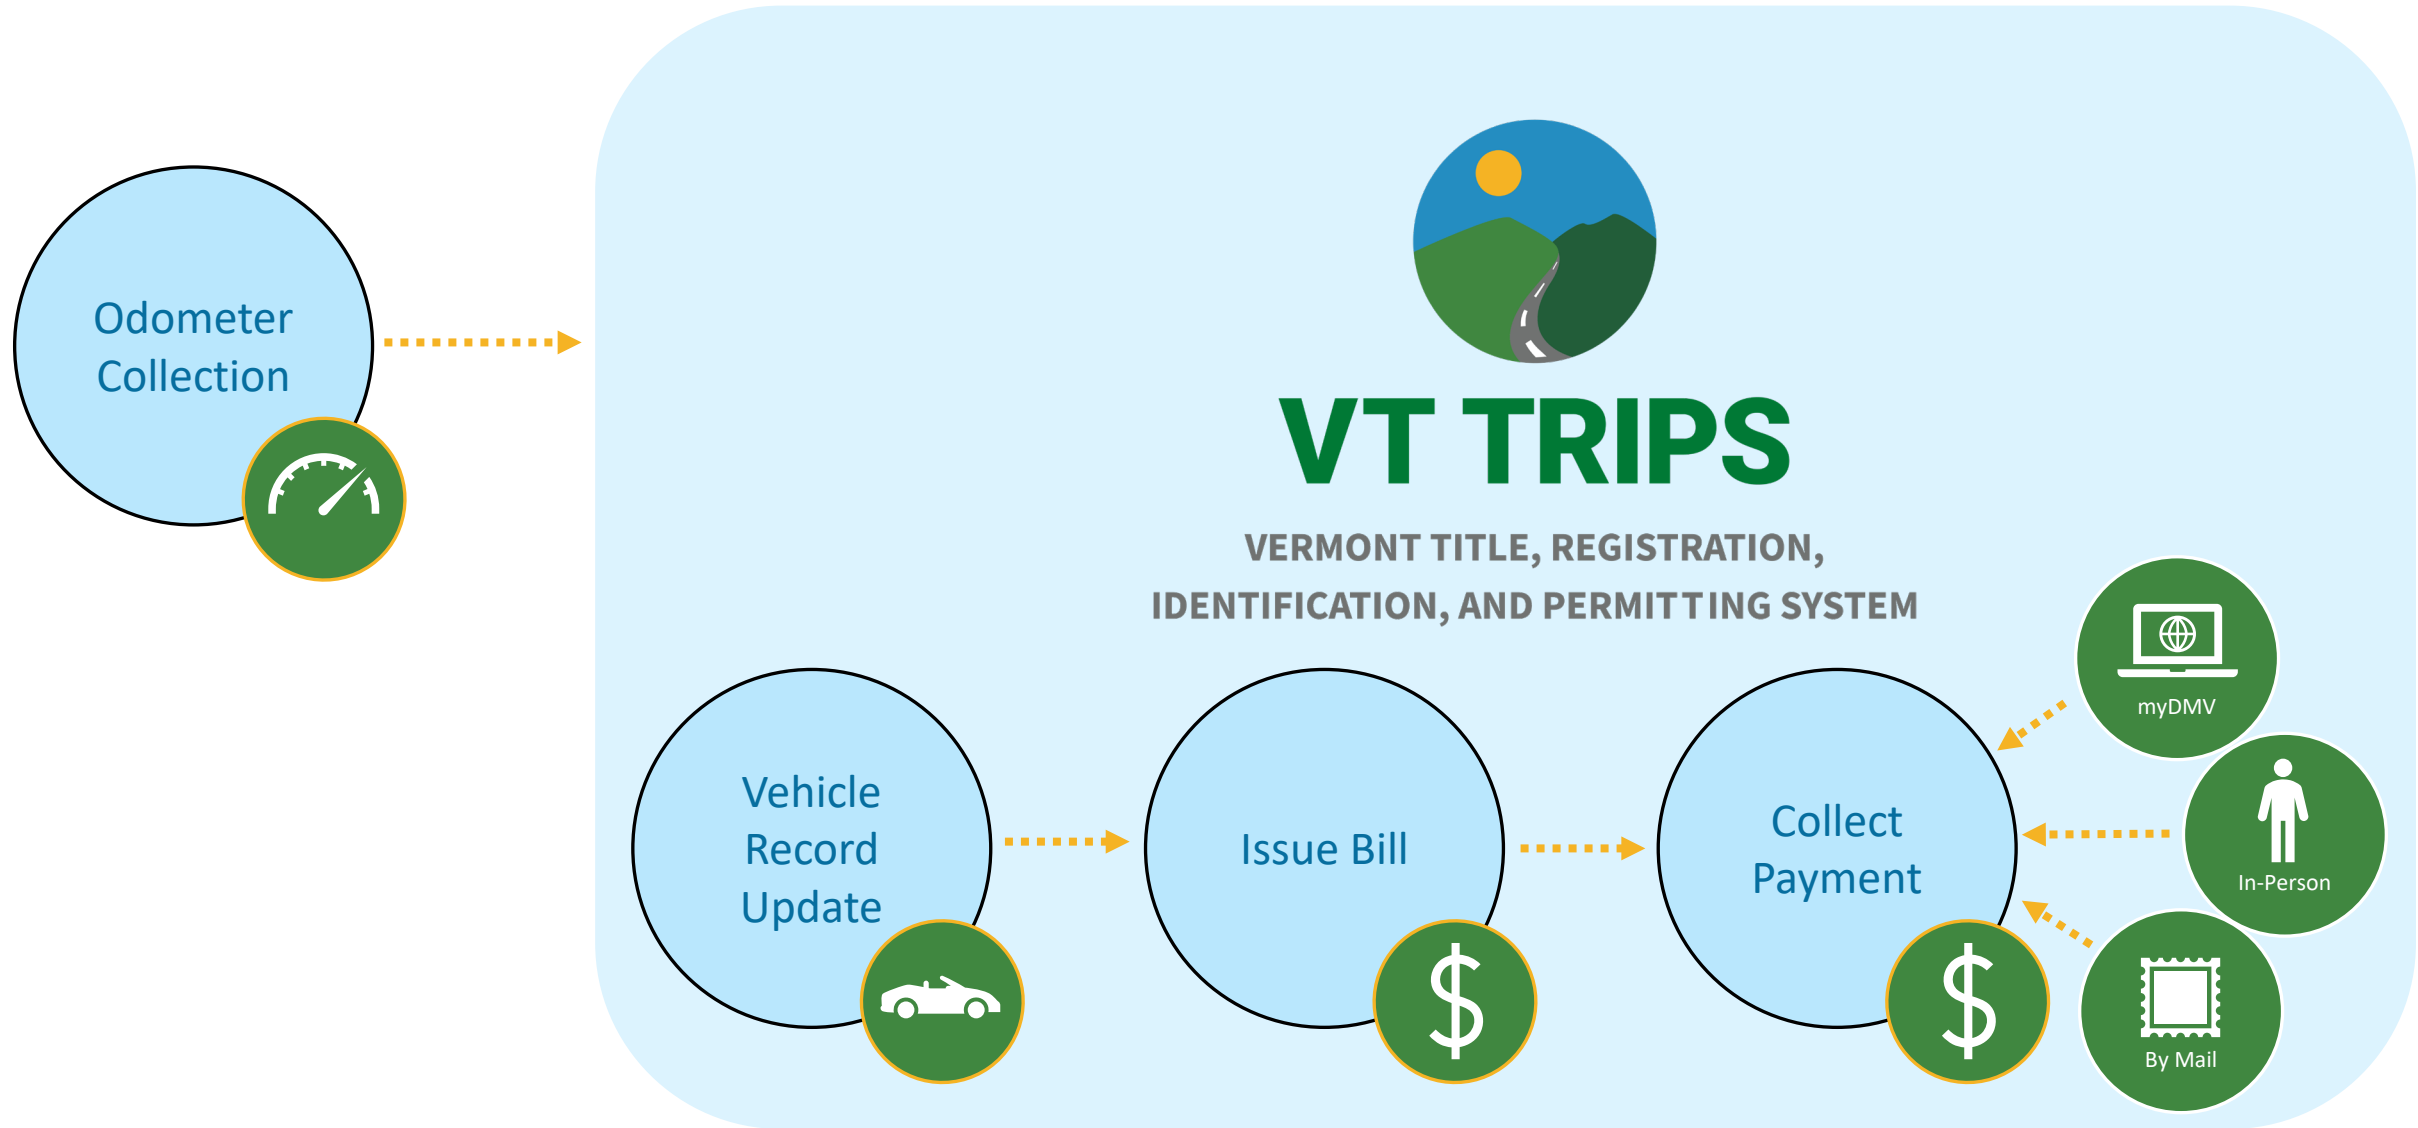 Odometer
Collection
VT TRIPS
VERMONT TITLE, REGISTRATION,
IDENTIFICATION, AND PERMITTING SYSTEM
Vehicle
Record
Update
Issue Bill
Collect
Payment
myDMV
In-Person
By Mail